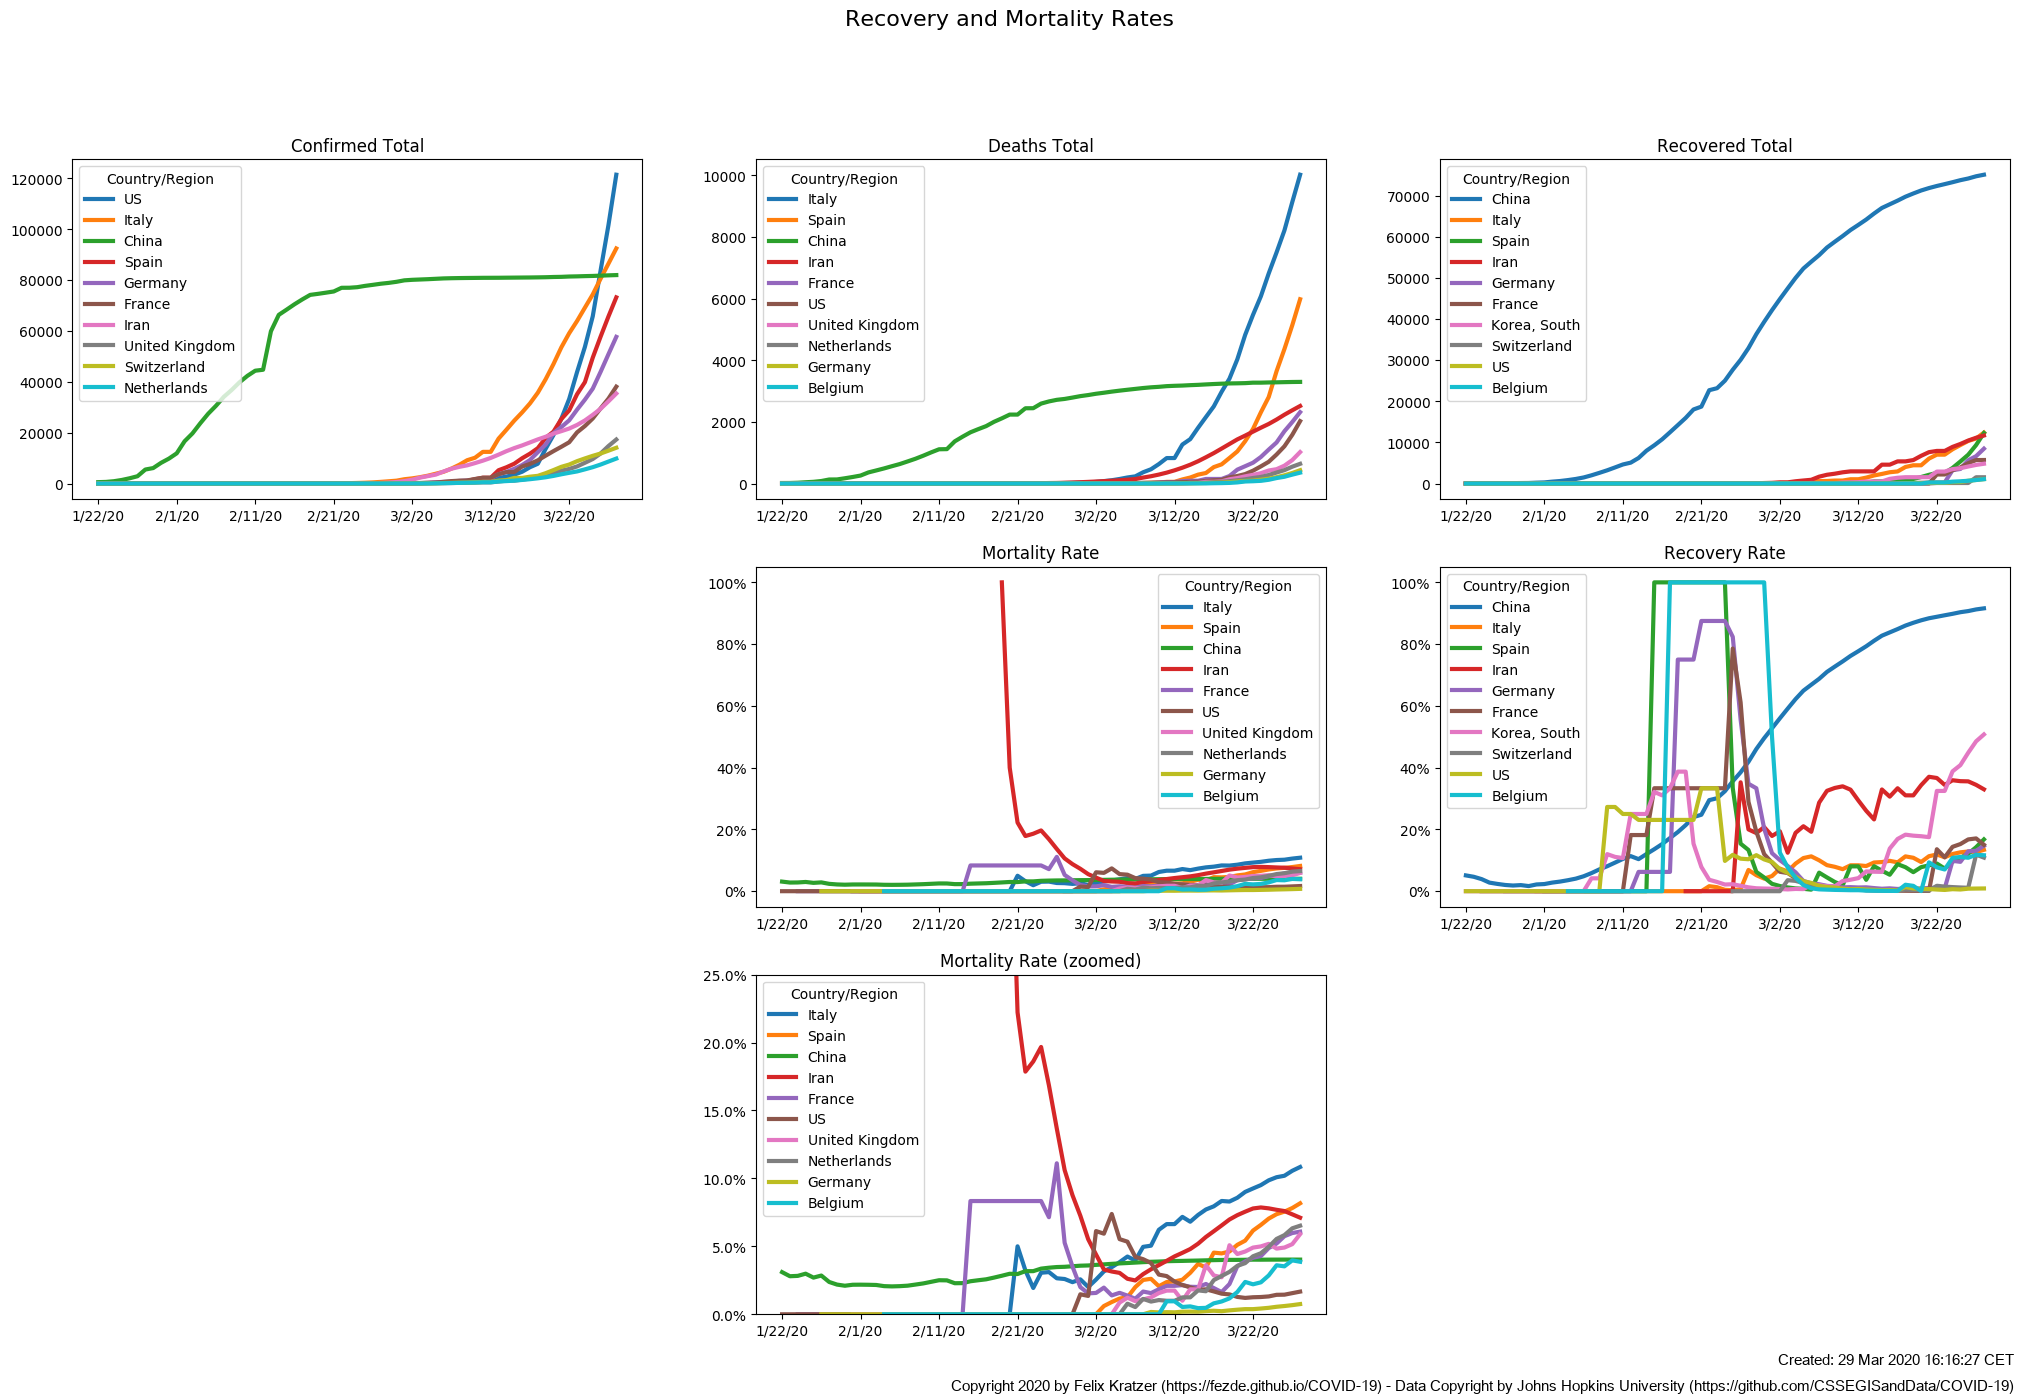 Recovery and Mortality Rates
Confirmed Total
120000
100000
80000
60000
40000
20000
0
Country/Region
US
Italy
China
Spain
Germany
France
Iran
United Kingdom
Switzerland
Netherlands
1/22/20 2/1/20 2/11/20 2/21/20 3/2/20 3/12/20 3/22/20
Deaths Total
10000
8000
6000
4000
2000
0
Country/Region
Italy
Spain
China
Iran
France
US
United Kingdom
Netherlands
Germany
Belgium
1/22/20 2/1/20 2/11/20 2/21/20 3/2/20 3/12/20 3/22/20
Recovered Total
70000
60000
50000
40000
30000
20000
10000
0
Country/Region
China
Italy
Spain
Iran
Germany
France
Korea, South
Switzerland
US
Belgium
1/22/20 2/1/20 2/11/20 2/21/20 3/2/20 3/12/20 3/22/20
Mortality Rate
100%
80%
60%
40%
20%
0%
Country/Region
Italy
Spain
China
Iran
France
US
United Kingdom
Netherlands
Germany
Belgium
1/22/20 2/1/20 2/11/20 2/21/20 3/2/20 3/12/20 3/22/20
Recovery Rate
100%
80%
60%
40%
20%
0%
Country/Region
China
Italy
Spain
Iran
Germany
France
Korea, South
Switzerland
US
Belgium
1/22/20 2/1/20 2/11/20 2/21/20 3/2/20 3/12/20 3/22/20
Mortality Rate (zoomed)
25.0%
20.0%
15.0%
10.0%
5.0%
0.0%
Country/Region
Italy
Spain
China
Iran
France
US
United Kingdom
Netherlands
Germany
Belgium
1/22/20 2/1/20 2/11/20 2/21/20 3/2/20 3/12/20 3/22/20
Created: 29 Mar 2020 16:16:27 CET
Copyright 2020 by Felix Kratzer (https://fezde.github.io/COVID-19) - Data Copyright by Johns Hopkins University (https://github.com/CSSEGISandData/COVID-19)